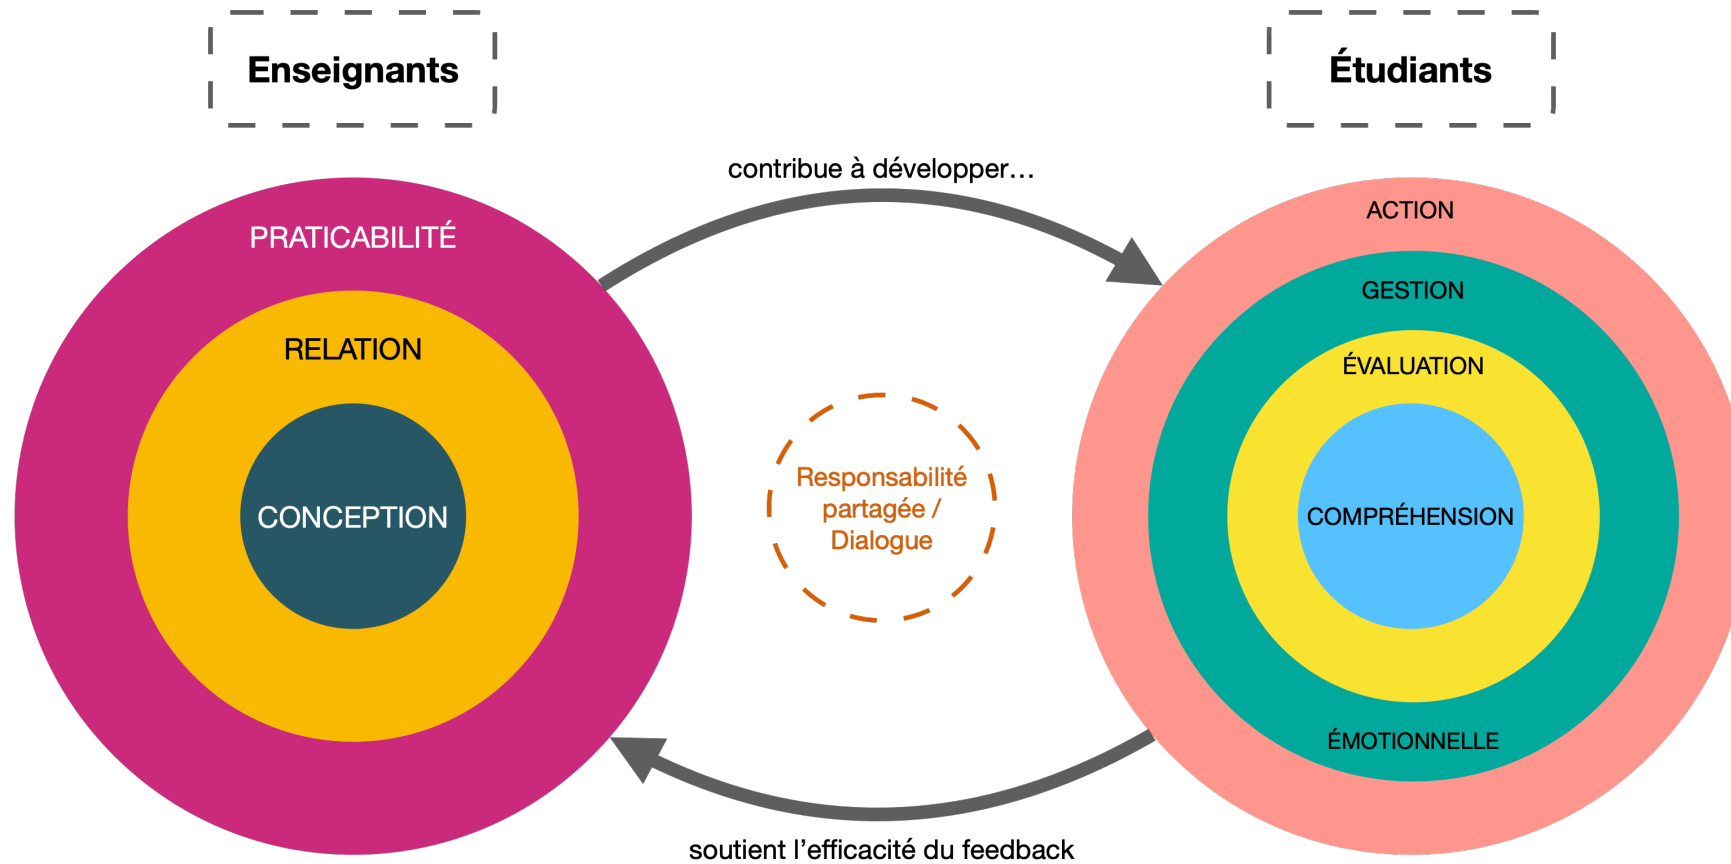 Enseignants
Étudiants
contribue à développer…
PRATICABILITÉ
RELATION
CONCEPTION
Responsabilité
partagée /
Dialogue
ACTION
GESTION
ÉVALUATION
COMPRÉHENSION
ÉMOTIONNELLE
soutient l’efficacité du feedback